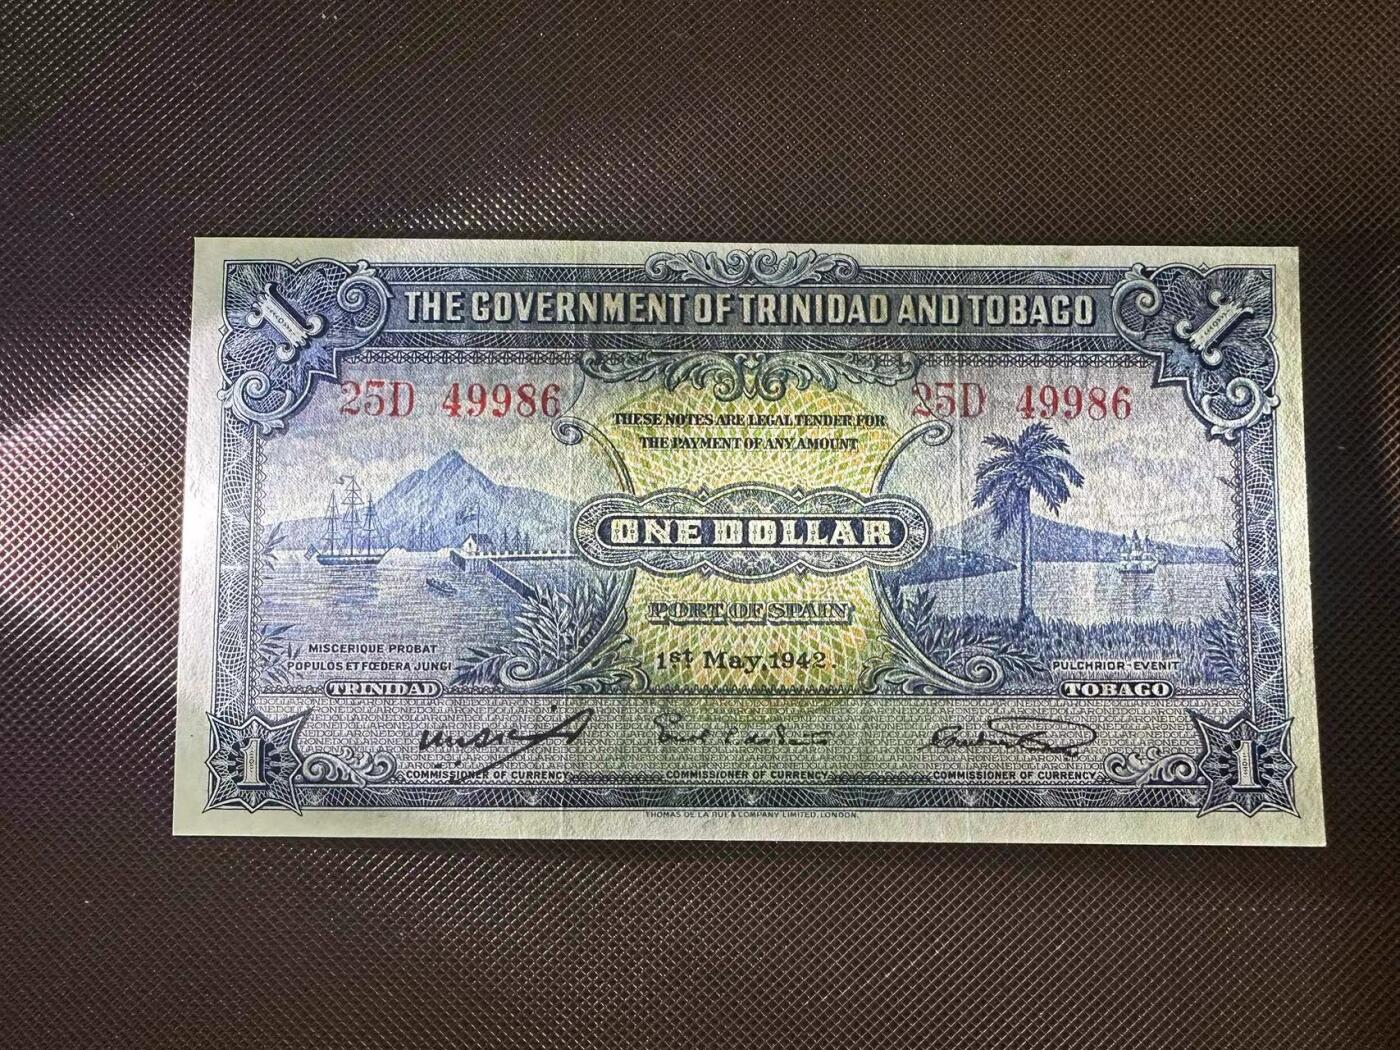 THE GOVERNMENT OF TRINIDAD AND TOBAGO
1 1
25D 49986 25D 49986
THESE NOTES ARE LEGAL TENDER FOR
THE PAYMENT OF ANY AMOUNT
ONE DOLLAR
PORT OF SPAIN
1st May, 1942.
MISCERIQUE PROBAT
POPULOS ET FŒDERA JUNGI
TRINIDAD
PULCHRIOR-EVENIT
TOBAGO
1 1
COMMISSIONER OF CURRENCY COMMISSIONER OF CURRENCY COMMISSIONER OF CURRENCY
THOMAS DE LA RUE & COMPANY LIMITED, LONDON.